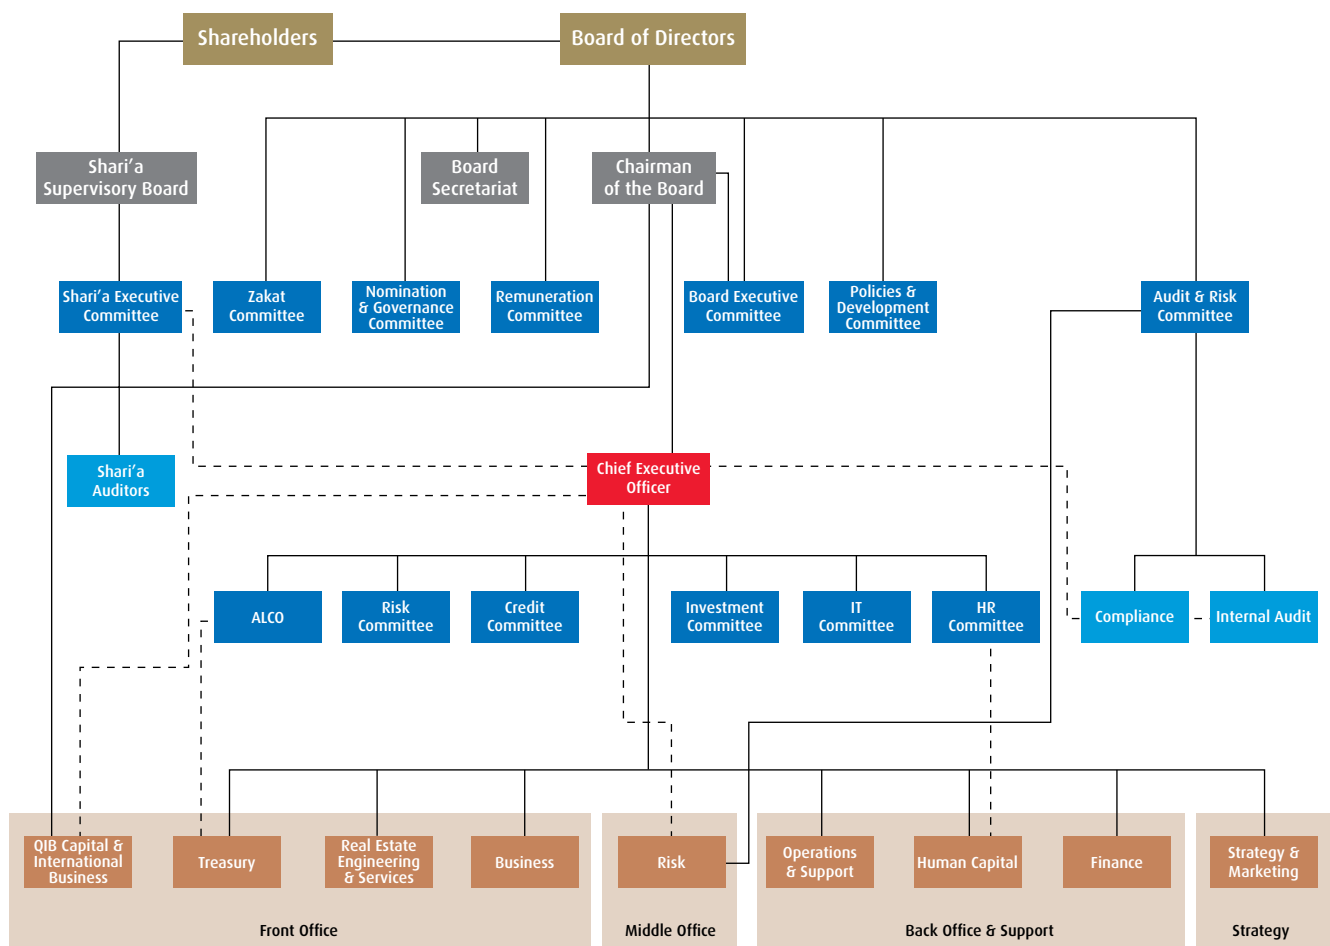 Shareholders
Board of Directors
Shari’a
Supervisory Board
Board
Secretariat
Chairman
of the Board
Shari’a Executive
Committee
Zakat
Committee
Nomination
& Governance
Committee
Remuneration
Committee
Board Executive
Committee
Policies &
Development
Committee
Audit & Risk
Committee
Shari’a
Auditors
Chief Executive
Officer
ALCO
Risk
Committee
Credit
Committee
Investment
Committee
IT
Committee
HR
Committee
Compliance
Internal Audit
QIB Capital &
International
Business
Treasury
Real Estate
Engineering
& Services
Business
Risk
Operations
& Support
Human Capital
Finance
Strategy &
Marketing
Front Office
Middle Office
Back Office & Support
Strategy